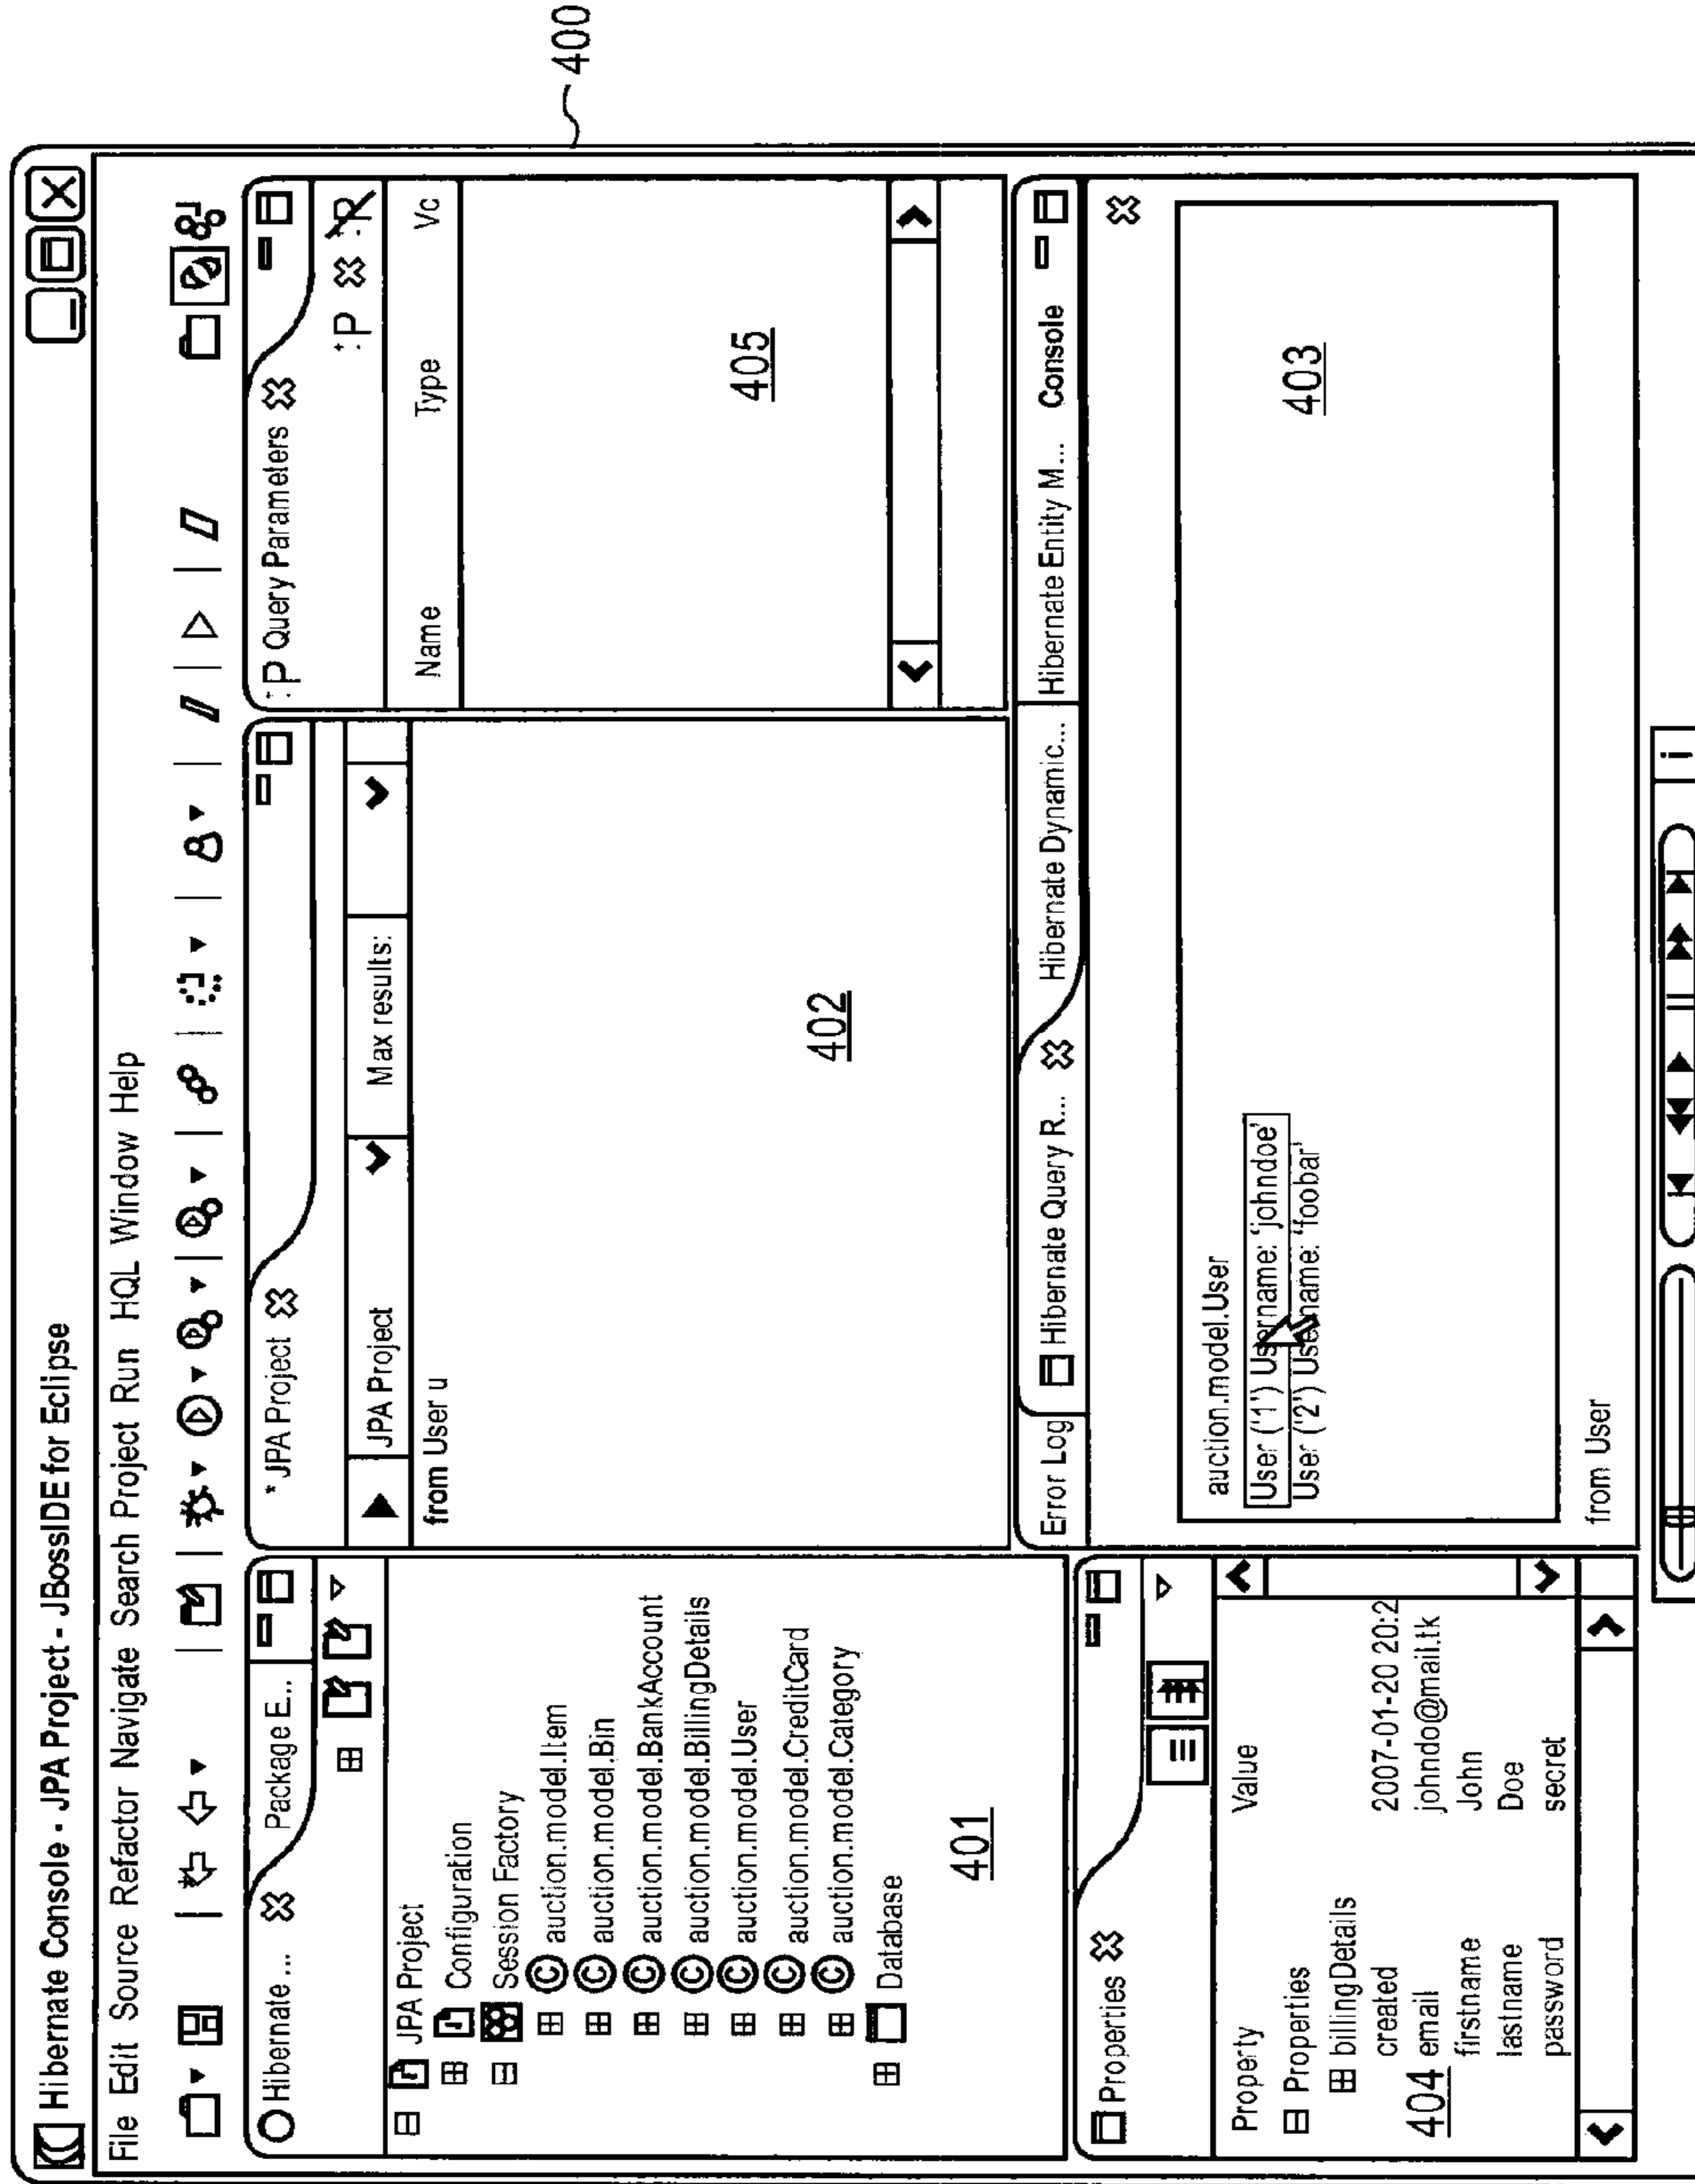 Hibernate Console - JPA Project - JBossIDE for Eclipse
File Edit Source Refactor Navigate Search Project Run HQL Window Help
400
Hibernate ...
Package E...
JPA Project
Configuration
Session Factory
auction.model.Item
auction.model.Bin
auction.model.BankAccount
auction.model.BillingDetails
auction.model.User
auction.model.CreditCard
auction.model.Category
Database
401
* JPA Project
JPA Project
Max results:
from User u
402
:P Query Parameters
:P :P
Name Type Vc
405
Properties
Property Value
Properties
billingDetails
created 2007-01-20 20:2
email johndo@mail.tk
firstname John
lastname Doe
password secret
404
Error Log
Hibernate Query R...
Hibernate Dynamic...
Hibernate Entity M...
Console
auction.model.User
User ('1') Username: 'johndoe'
User ('2') Username: 'foobar'
403
from User
i